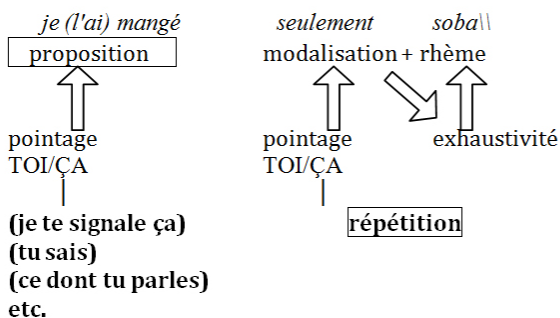 je (l'ai) mangé seulement soba\\
proposition modalisation + rhème
pointage pointage exhaustivité
TOI/ÇA TOI/ÇA
(je te signale ça) répétition
(tu sais)
(ce dont tu parles)
etc.